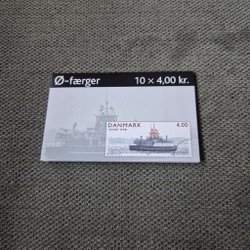 Ø-færger 10 × 4,00 kr.
DANMARK 4.00